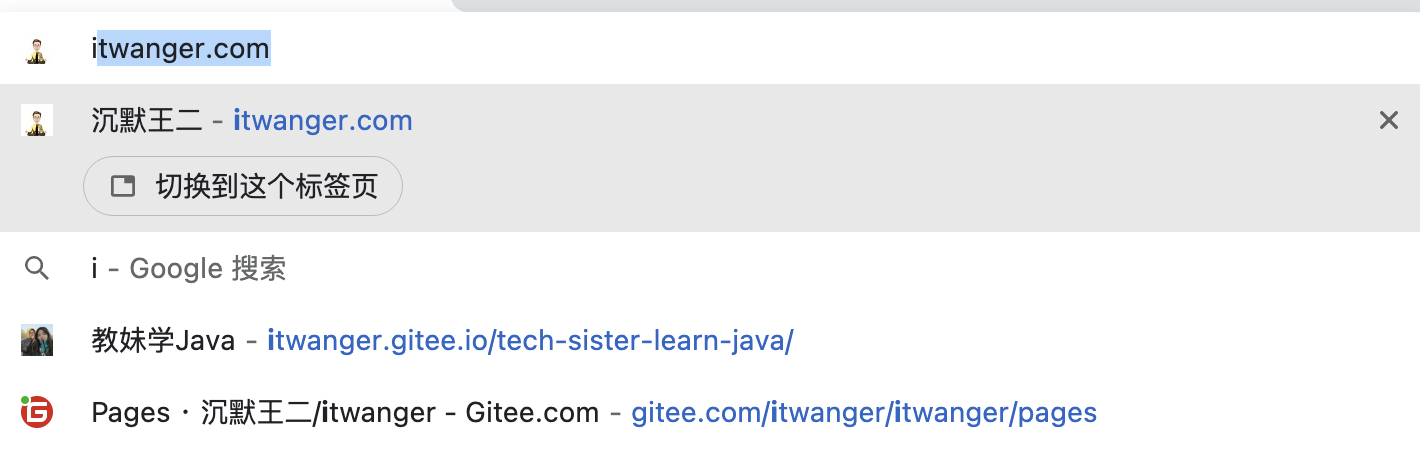 itwanger.com
沉默王二 - itwanger.com
切换到这个标签页
i - Google 搜索
教妹学Java - itwanger.gitee.io/tech-sister-learn-java/
Pages · 沉默王二/itwanger - Gitee.com - gitee.com/itwanger/itwanger/pages